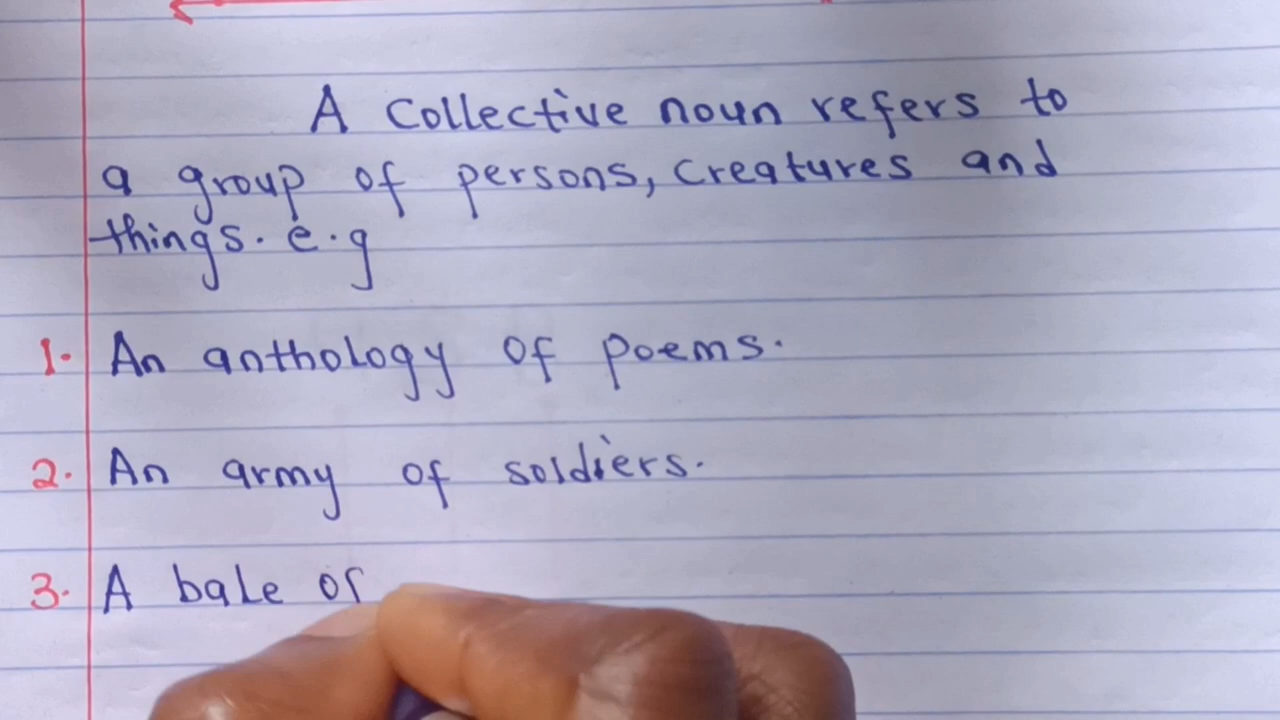 A Collective noun refers to
a group of persons, creatures and
things. e.g
1. An anthology of poems.
2. An army of soldiers.
3. A bale of